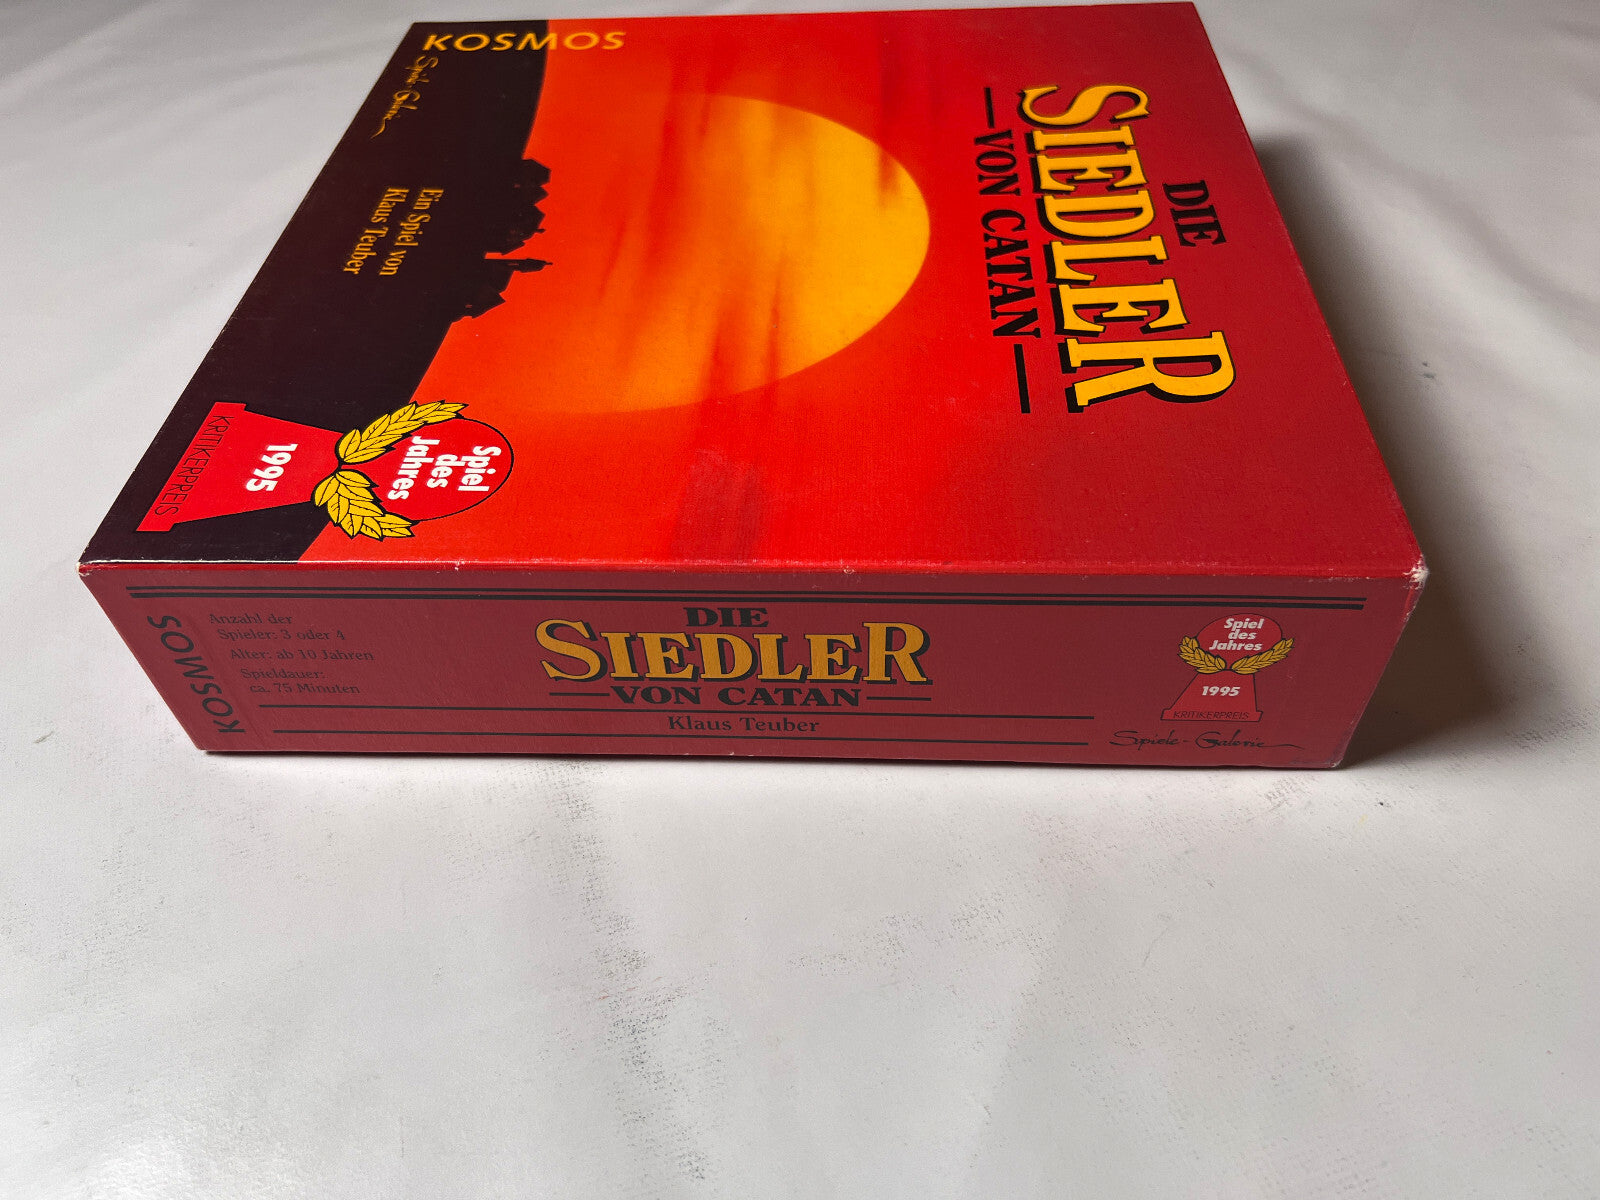 KOSMOS
Spiele-Galerie
DIE
SIEDLER
VON CATAN
Ein Spiel von
Klaus Teuber
Spiel
des
Jahres
1995
KRITIKERPREIS
KOSMOS
Anzahl der
Spieler: 3 oder 4
Alter: ab 10 Jahren
Spieldauer:
ca. 75 Minuten
DIE
SIEDLER
VON CATAN
Klaus Teuber
Spiel
des
Jahres
1995
KRITIKERPREIS
Spiele-Galerie